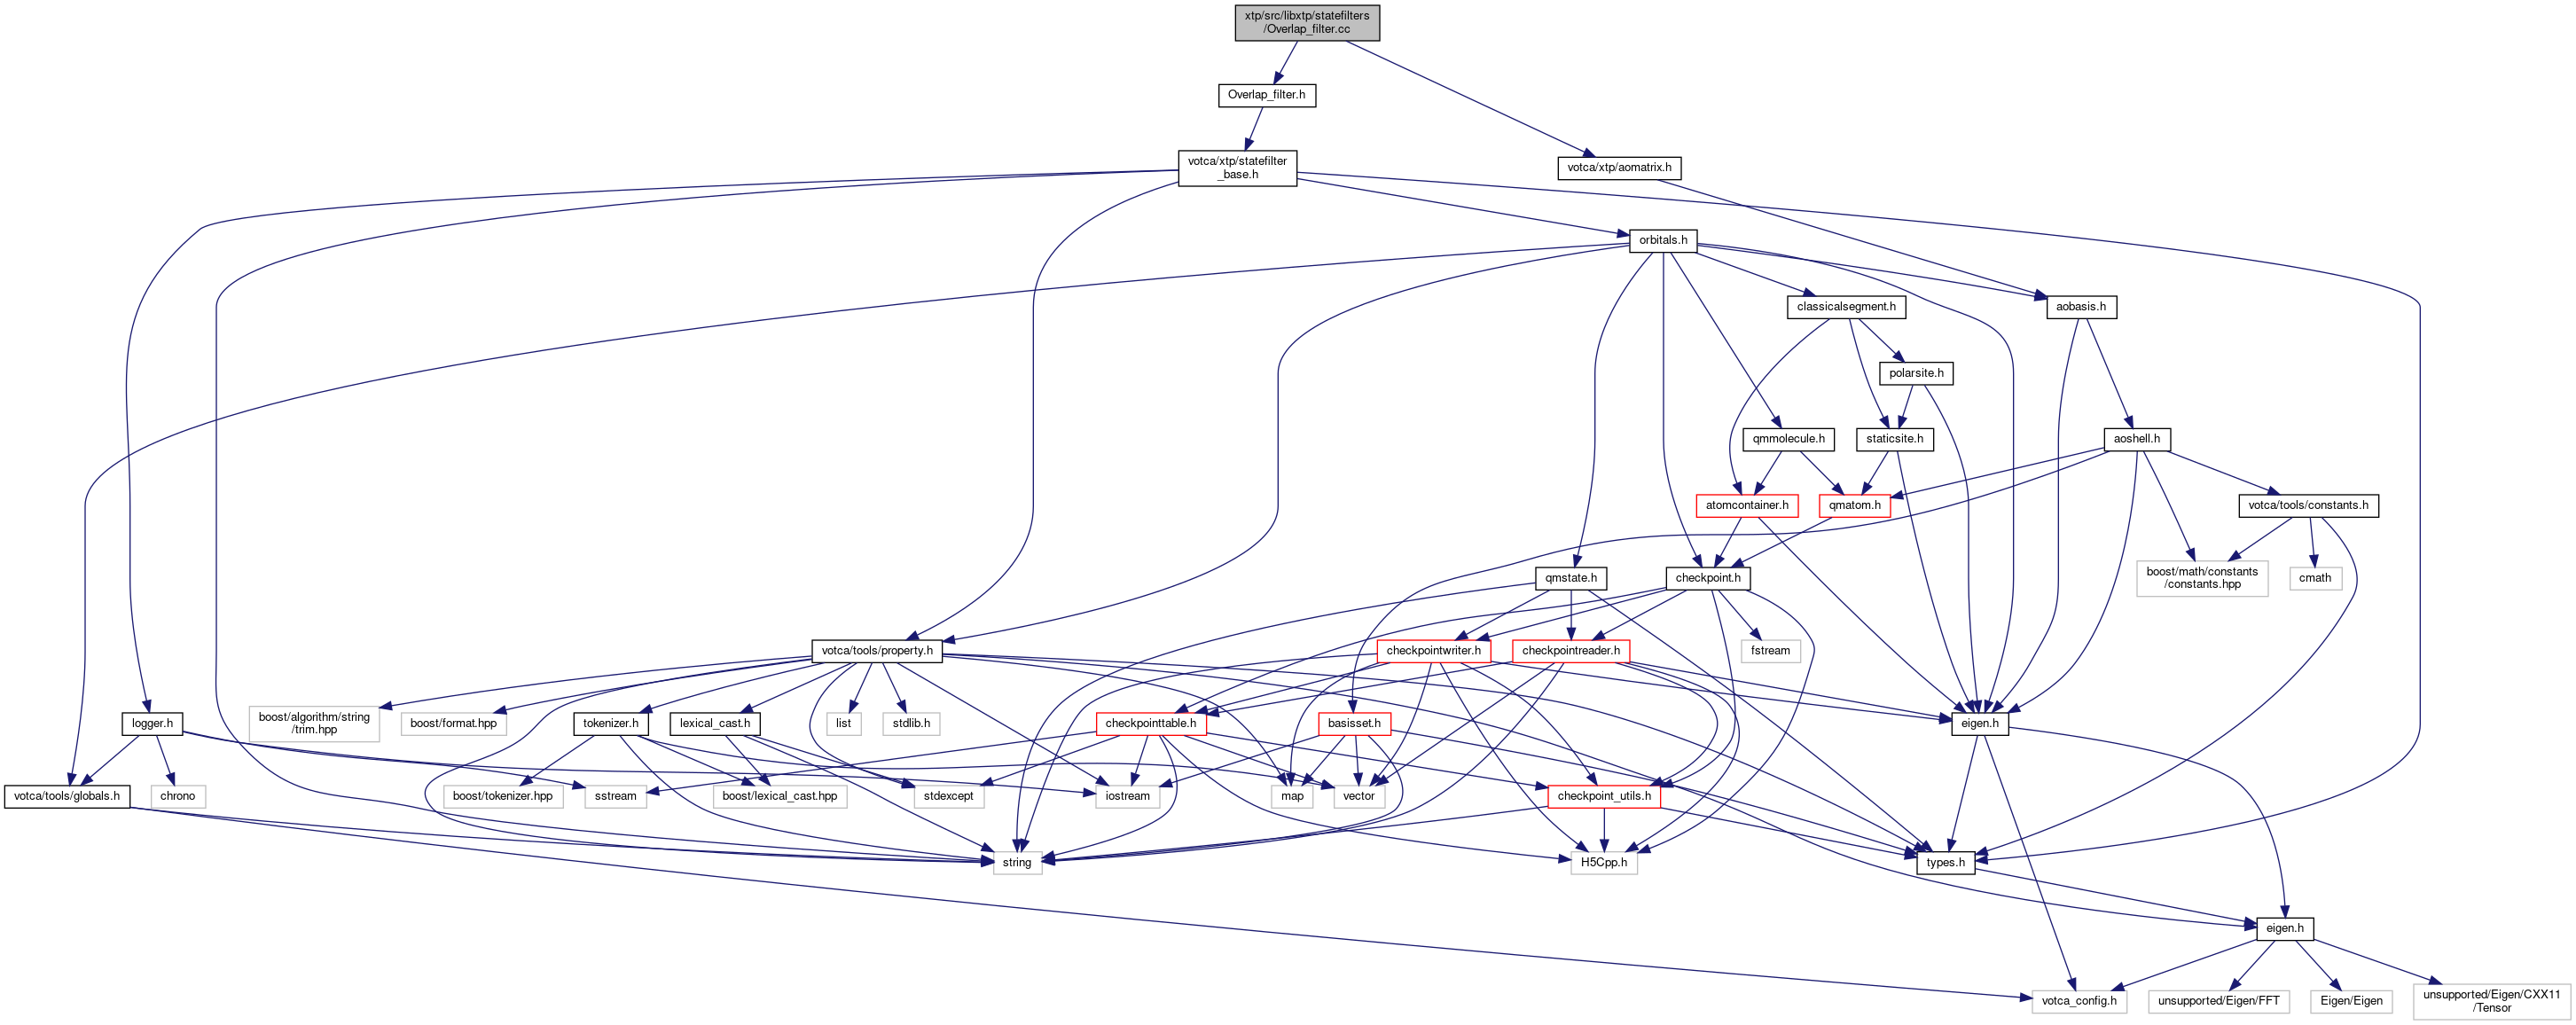 xtp/src/libxtp/statefilters
/Overlap_filter.cc
Overlap_filter.h
votca/xtp/statefilter
_base.h
votca/xtp/aomatrix.h
orbitals.h
classicalsegment.h
aobasis.h
polarsite.h
qmmolecule.h
staticsite.h
aoshell.h
atomcontainer.h
qmatom.h
votca/tools/constants.h
qmstate.h
checkpoint.h
boost/math/constants
/constants.hpp
cmath
votca/tools/property.h
checkpointwriter.h
checkpointreader.h
fstream
boost/algorithm/string
/trim.hpp
logger.h
boost/format.hpp
tokenizer.h
lexical_cast.h
list
stdlib.h
checkpointtable.h
basisset.h
eigen.h
votca/tools/globals.h
chrono
boost/tokenizer.hpp
sstream
boost/lexical_cast.hpp
stdexcept
iostream
map
vector
checkpoint_utils.h
string
H5Cpp.h
types.h
eigen.h
votca_config.h
unsupported/Eigen/FFT
Eigen/Eigen
unsupported/Eigen/CXX11
/Tensor